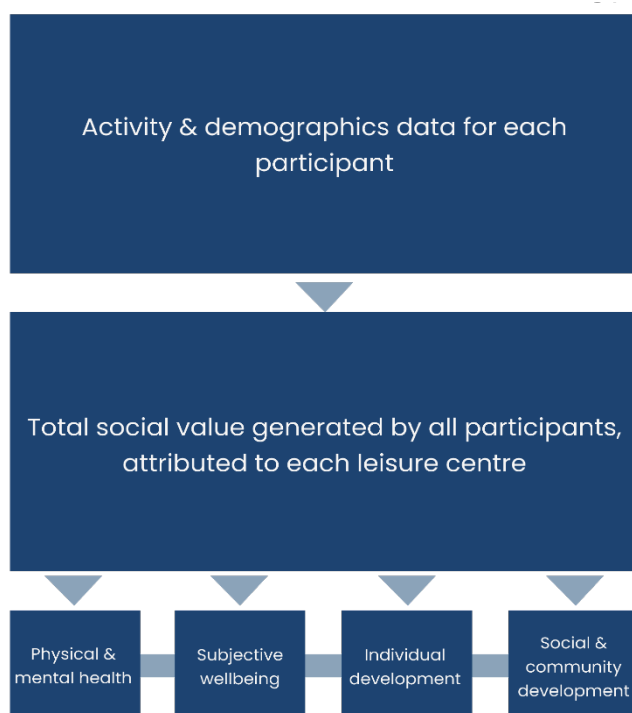 Activity & demographics data for each
participant
Total social value generated by all participants,
attributed to each leisure centre
Physical &
mental health
Subjective
wellbeing
Individual
development
Social &
community
development